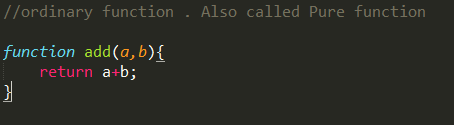 //ordinary function . Also called Pure function
function add(a,b){
return a+b;
}